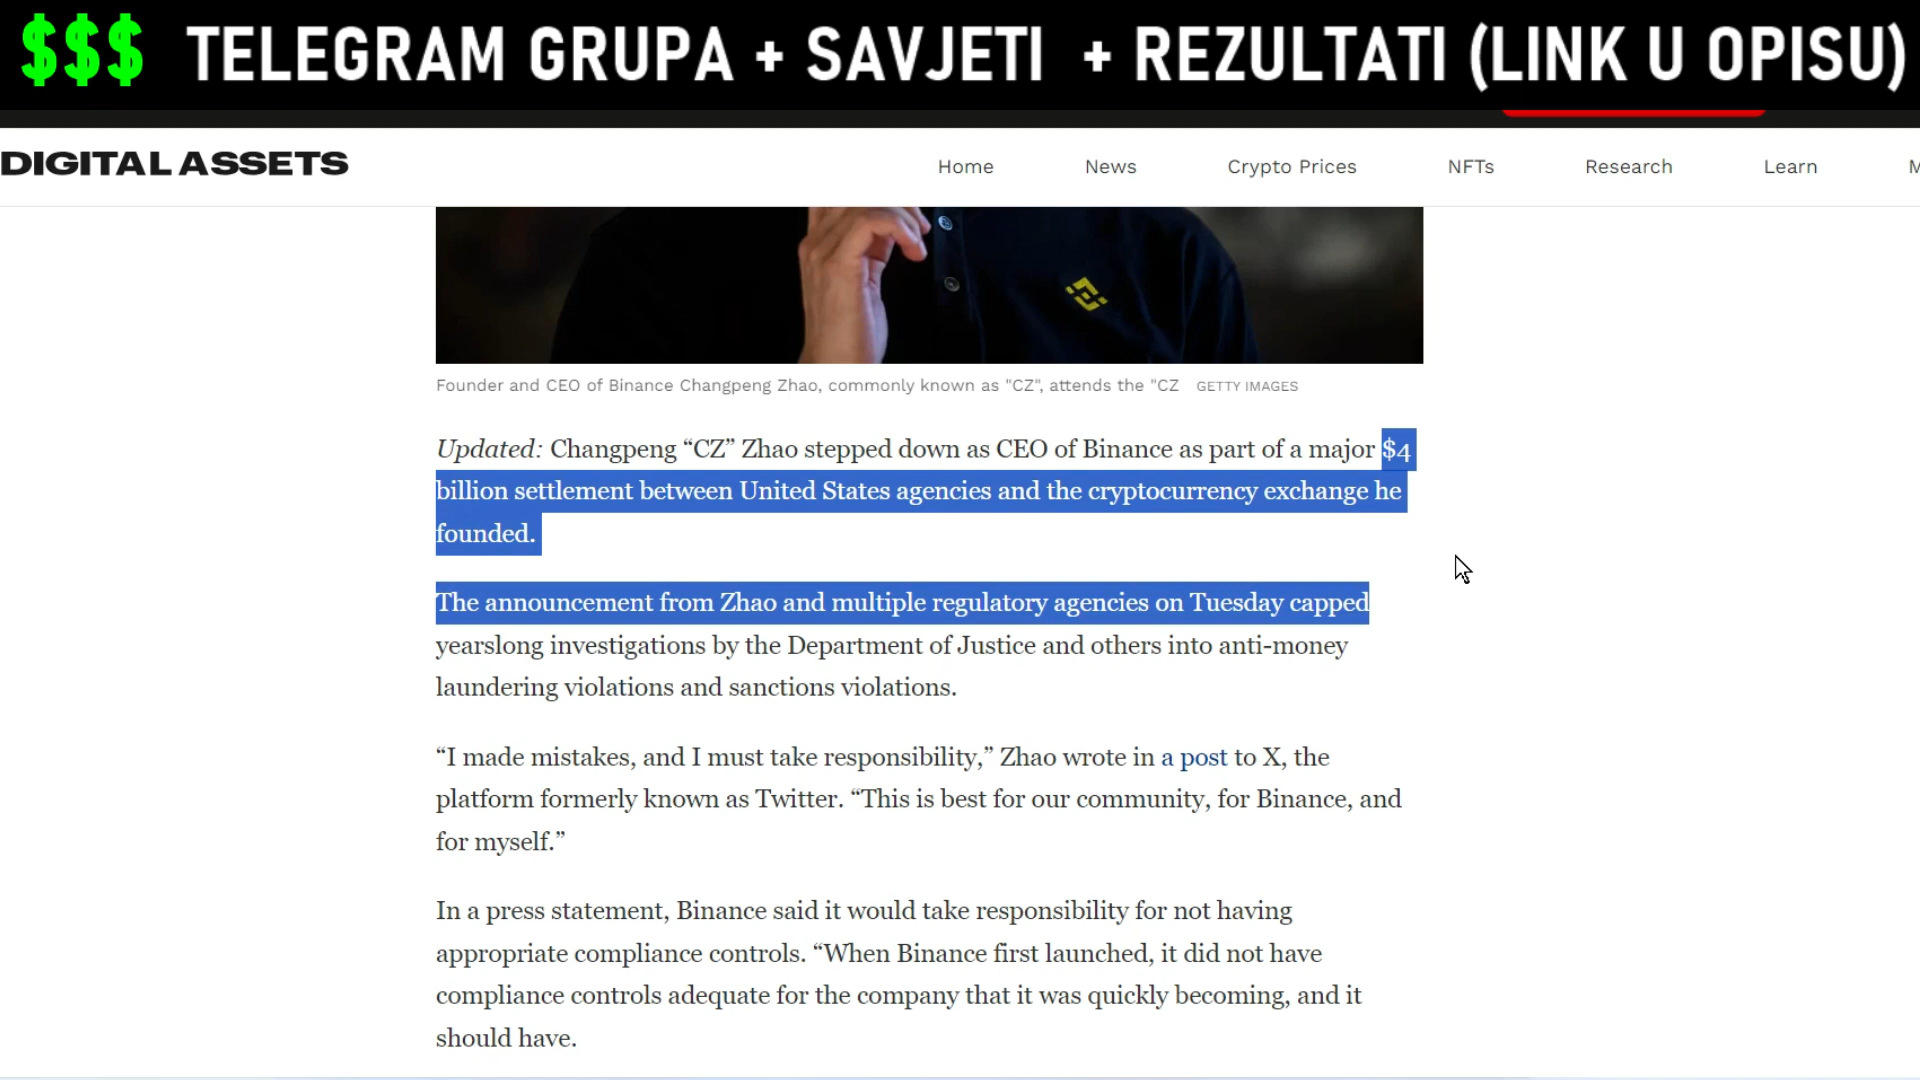 $$$ TELEGRAM GRUPA + SAVJETI + REZULTATI (LINK U OPISU)
DIGITAL ASSETS Home News Crypto Prices NFTs Research Learn M
Founder and CEO of Binance Changpeng Zhao, commonly known as "CZ", attends the "CZ GETTY IMAGES
Updated: Changpeng “CZ” Zhao stepped down as CEO of Binance as part of a major $4
billion settlement between United States agencies and the cryptocurrency exchange he
founded.
The announcement from Zhao and multiple regulatory agencies on Tuesday capped
yearslong investigations by the Department of Justice and others into anti-money
laundering violations and sanctions violations.
“I made mistakes, and I must take responsibility,” Zhao wrote in a post to X, the
platform formerly known as Twitter. “This is best for our community, for Binance, and
for myself.”
In a press statement, Binance said it would take responsibility for not having
appropriate compliance controls. “When Binance first launched, it did not have
compliance controls adequate for the company that it was quickly becoming, and it
should have.